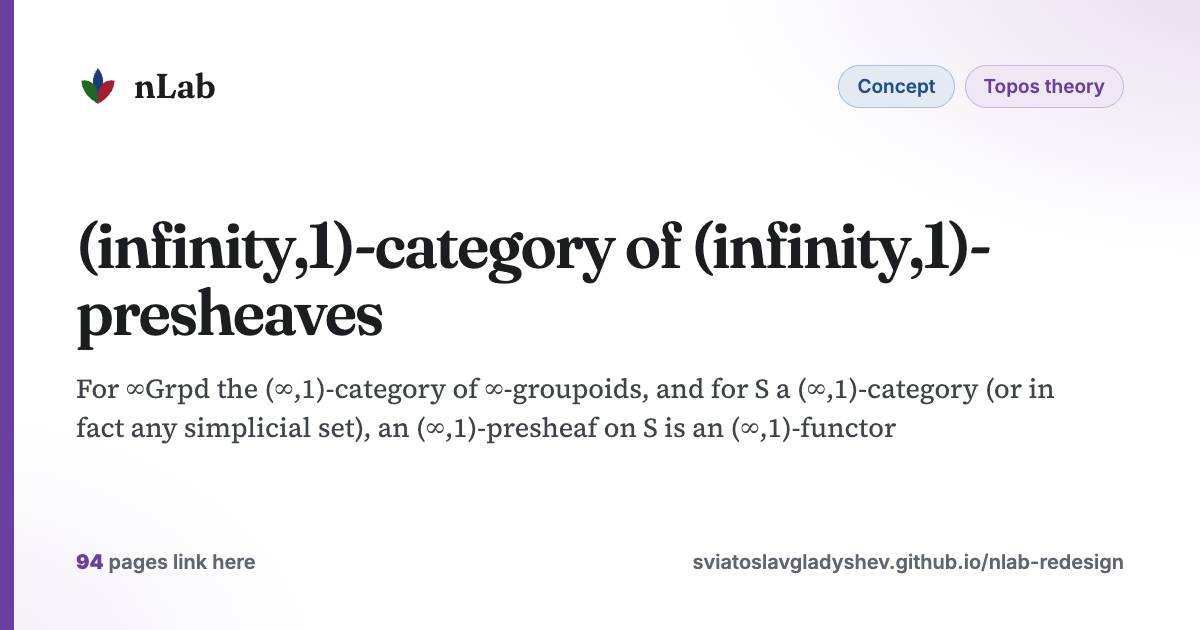 nLab
Concept
Topos theory
(infinity,1)-category of (infinity,1)-
presheaves
For ∞Grpd the (∞,1)-category of ∞-groupoids, and for S a (∞,1)-category (or in
fact any simplicial set), an (∞,1)-presheaf on S is an (∞,1)-functor
94 pages link here
sviatoslavgladyshev.github.io/nlab-redesign